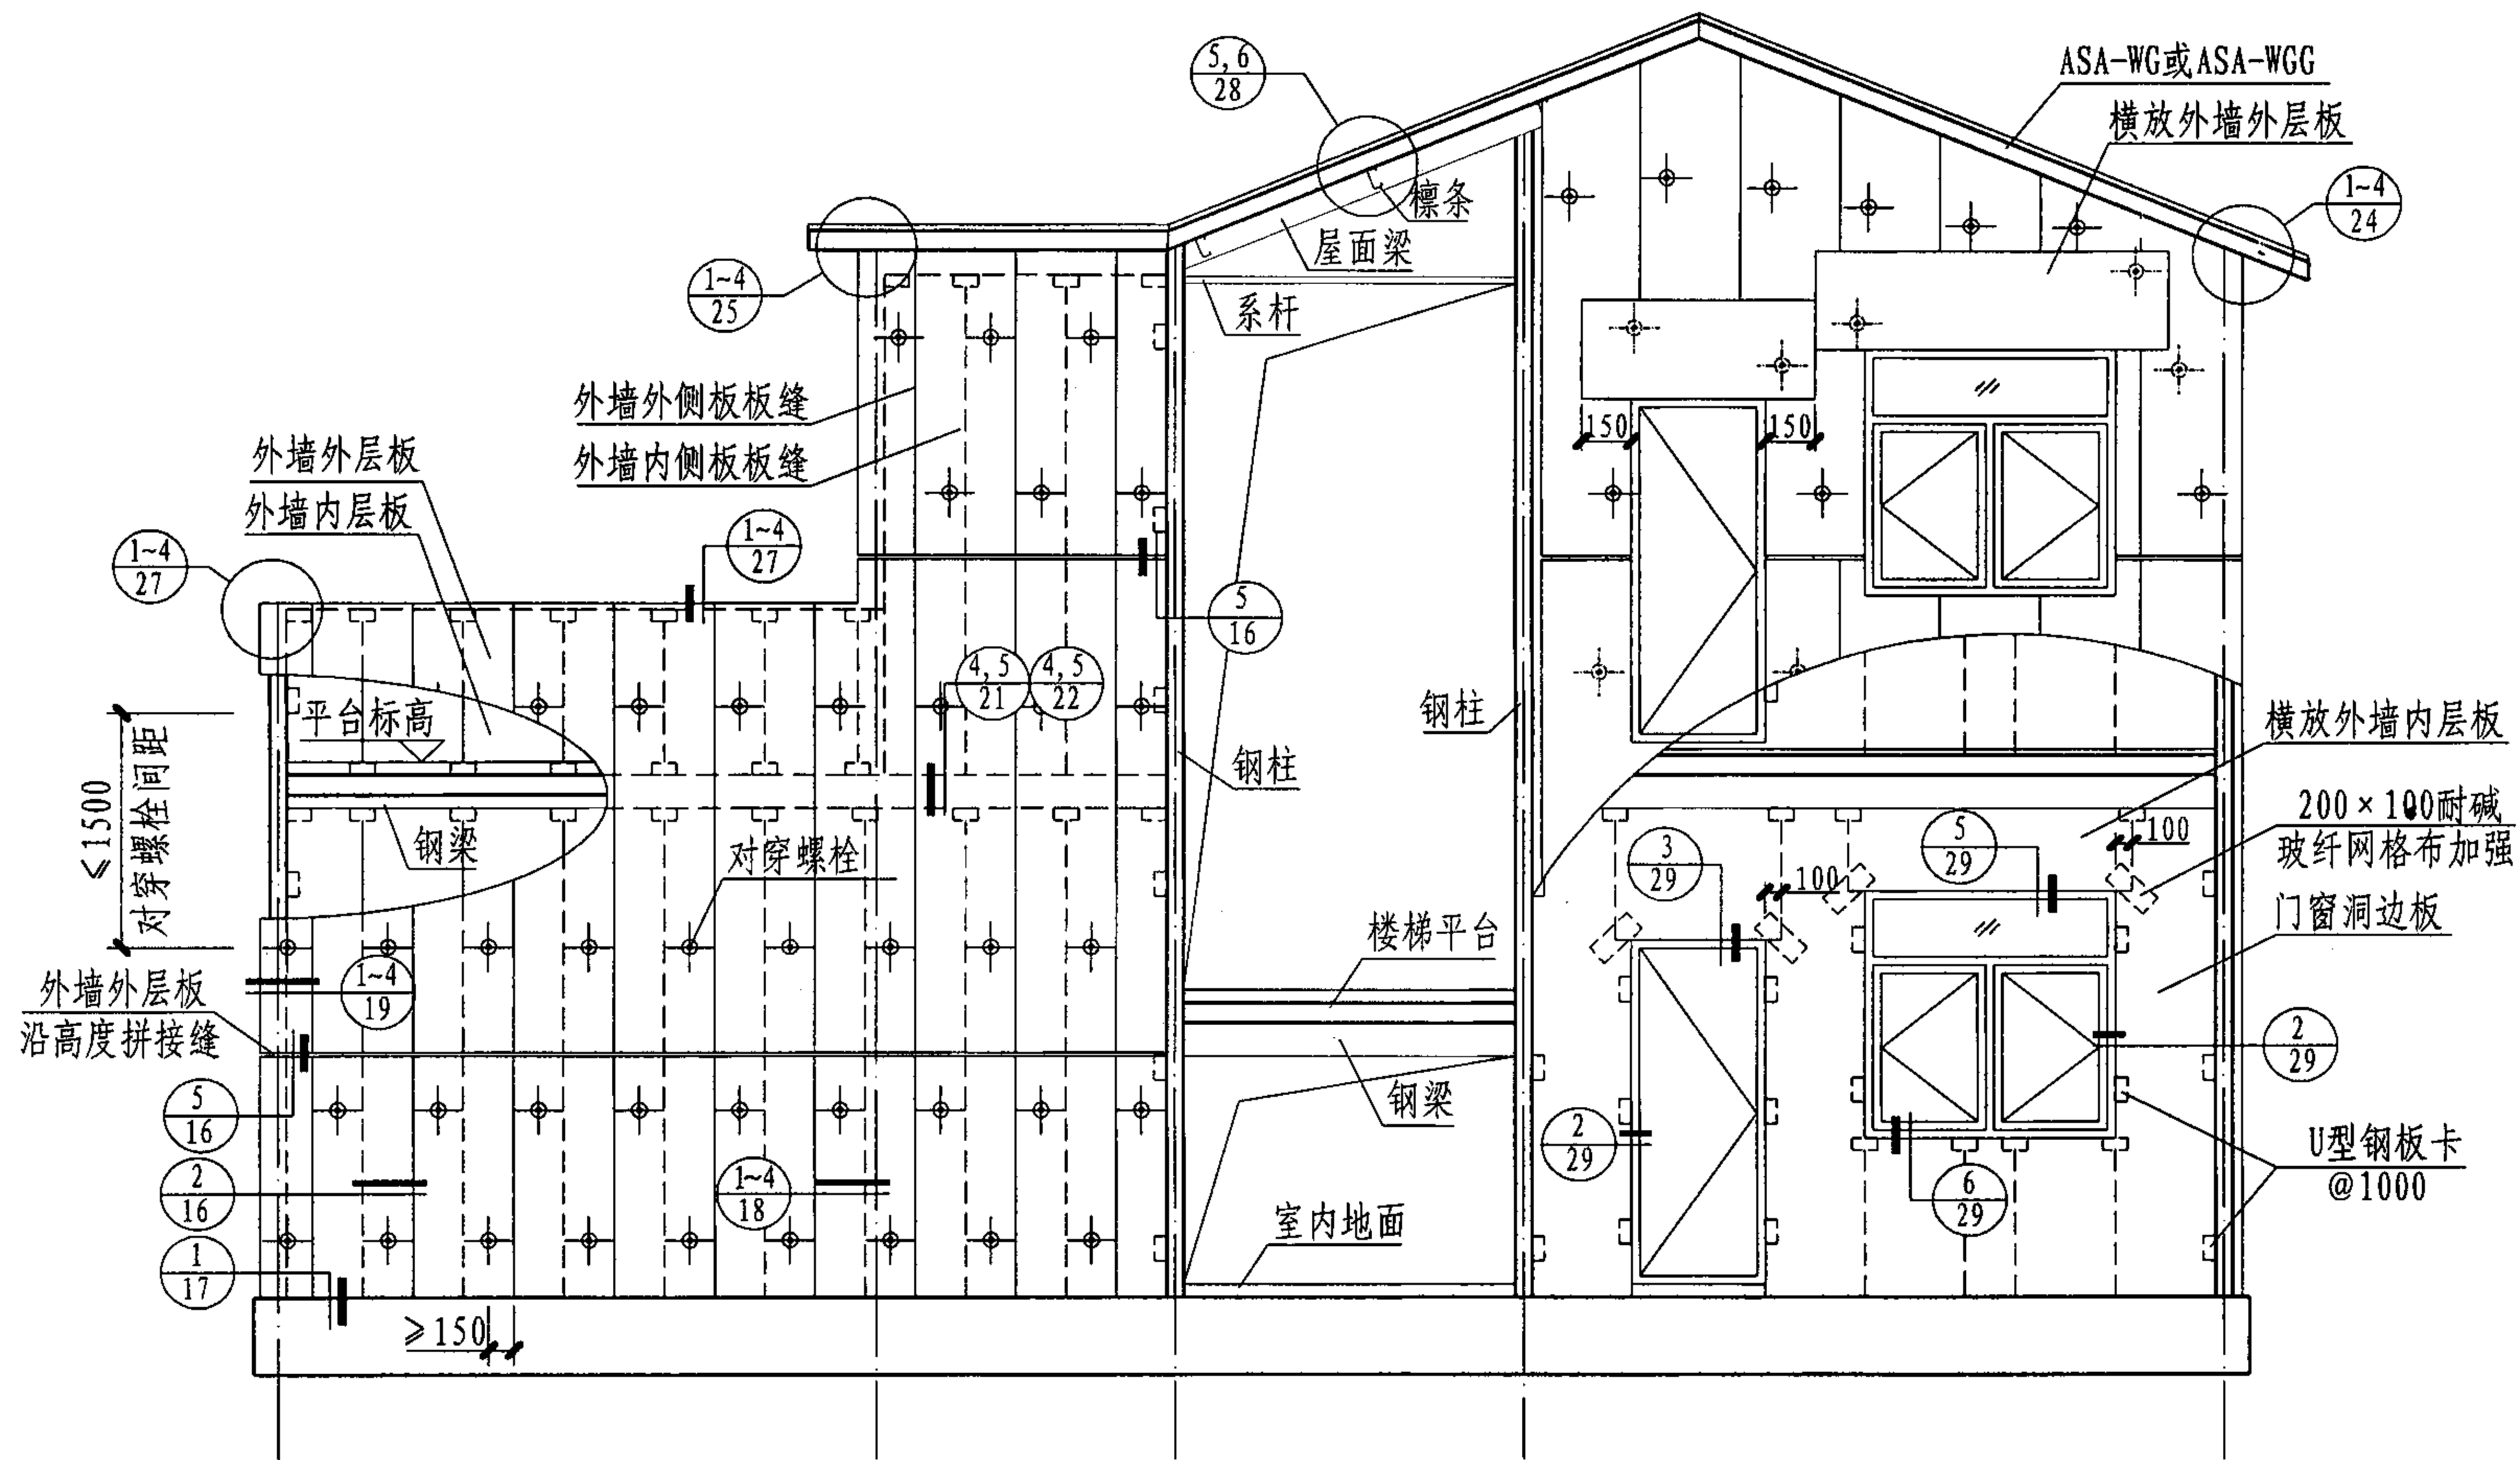 5,6
28
ASA-WG或ASA-WGG
横放外墙外层板
1~4
24
檩条
屋面梁
1~4
25
系杆
外墙外侧板板缝
外墙内侧板板缝
150
150
外墙外层板
外墙内层板
1~4
27
1~4
27
5
16
4,5
21
4,5
22
平台标高
钢柱
钢柱
横放外墙内层板
≤1500
对穿螺栓间距
钢梁
对穿螺栓
200×100耐碱
玻纤网格布加强
100
5
29
3
29
100
门窗洞边板
楼梯平台
1~4
19
外墙外层板
沿高度拼接缝
2
29
钢梁
5
16
2
29
U型钢板卡
@1000
2
16
1~4
18
6
29
室内地面
1
17
≥150